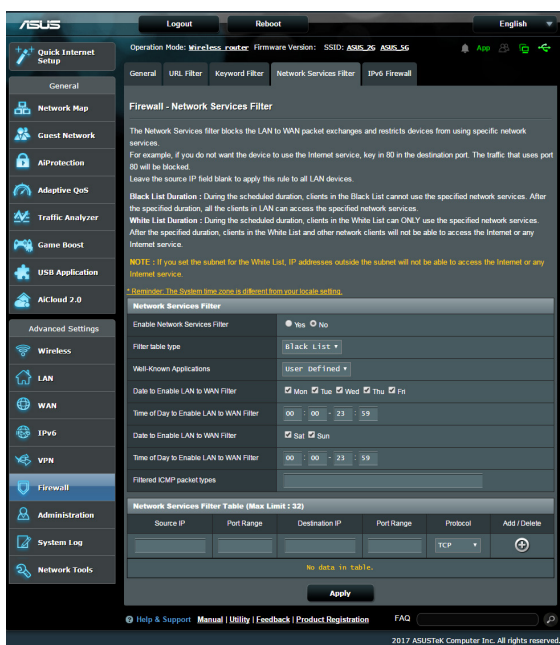 ASUS
Logout
Reboot
English
Operation Mode: Wireless router Firmware Version: SSID: ASUS_2G ASUS_5G
App
Quick Internet Setup
General
Network Map
Guest Network
AiProtection
Adaptive QoS
Traffic Analyzer
Game Boost
USB Application
AiCloud 2.0
Advanced Settings
Wireless
LAN
WAN
IPv6
VPN
Firewall
Administration
System Log
Network Tools
General
URL Filter
Keyword Filter
Network Services Filter
IPv6 Firewall
Firewall - Network Services Filter
The Network Services filter blocks the LAN to WAN packet exchanges and restricts devices from using specific network
services.
For example, if you do not want the device to use the Internet service, key in 80 in the destination port. The traffic that uses port
80 will be blocked.
Leave the source IP field blank to apply this rule to all LAN devices.
Black List Duration : During the scheduled duration, clients in the Black List cannot use the specified network services. After
the specified duration, all the clients in LAN can access the specified network services.
White List Duration : During the scheduled duration, clients in the White List can ONLY use the specified network services.
After the specified duration, clients in the White List and other network clients will not be able to access the Internet or any
Internet service.
NOTE : If you set the subnet for the White List, IP addresses outside the subnet will not be able to access the Internet or any
Internet service.
* Reminder: The System time zone is different from your locale setting.
Network Services Filter
Enable Network Services Filter Yes No
Filter table type Black List
Well-Known Applications User Defined
Date to Enable LAN to WAN Filter Mon Tue Wed Thu Fri
Time of Day to Enable LAN to WAN Filter 00 : 00 - 23 : 59
Date to Enable LAN to WAN Filter Sat Sun
Time of Day to Enable LAN to WAN Filter 00 : 00 - 23 : 59
Filtered ICMP packet types
Network Services Filter Table (Max Limit : 32)
Source IP Port Range Destination IP Port Range Protocol Add / Delete
TCP
No data in table.
Apply
Help & Support Manual | Utility | Feedback | Product Registration FAQ
2017 ASUSTeK Computer Inc. All rights reserved.